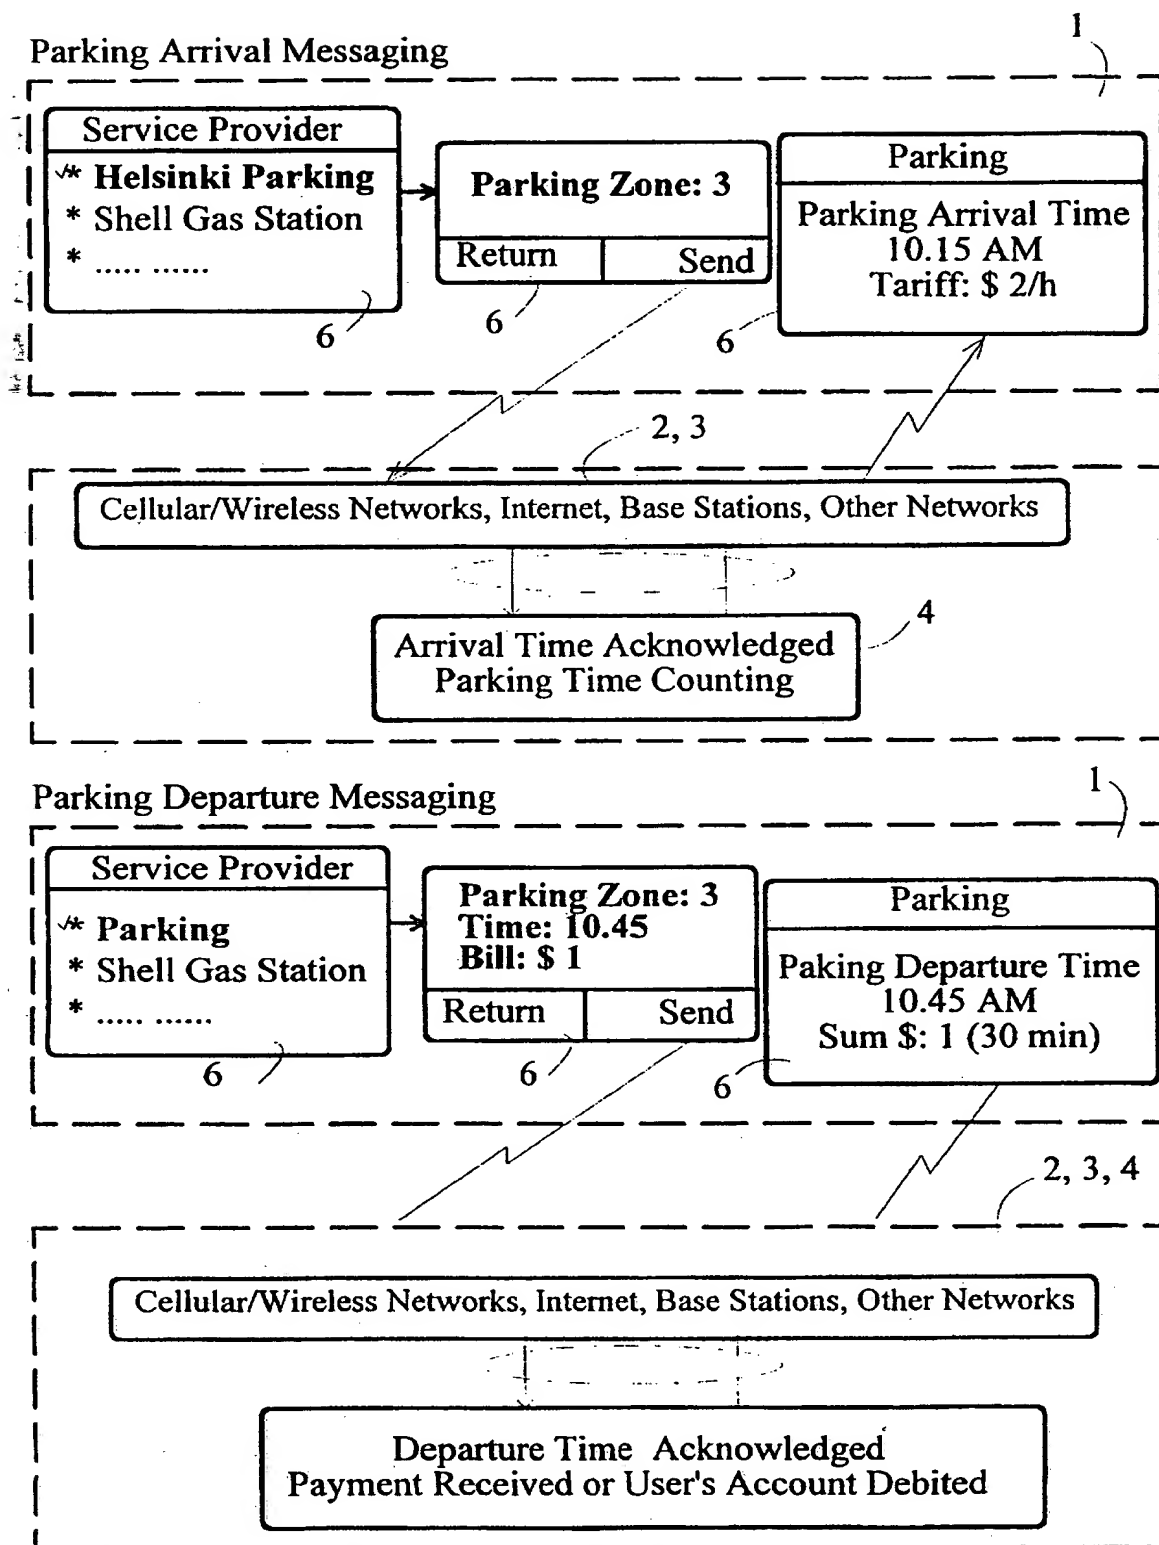 Parking Arrival Messaging
1
Service Provider
* Helsinki Parking
* Shell Gas Station
* ..... ......
6
Parking Zone: 3
Return
Send
6
Parking
Parking Arrival Time
10.15 AM
Tariff: $ 2/h
6
2, 3
Cellular/Wireless Networks, Internet, Base Stations, Other Networks
Arrival Time Acknowledged
Parking Time Counting
4
Parking Departure Messaging
1
Service Provider
* Parking
* Shell Gas Station
* ..... ......
6
Parking Zone: 3
Time: 10.45
Bill: $ 1
Return
Send
6
Parking
Paking Departure Time
10.45 AM
Sum $: 1 (30 min)
6
2, 3, 4
Cellular/Wireless Networks, Internet, Base Stations, Other Networks
Departure Time Acknowledged
Payment Received or User's Account Debited